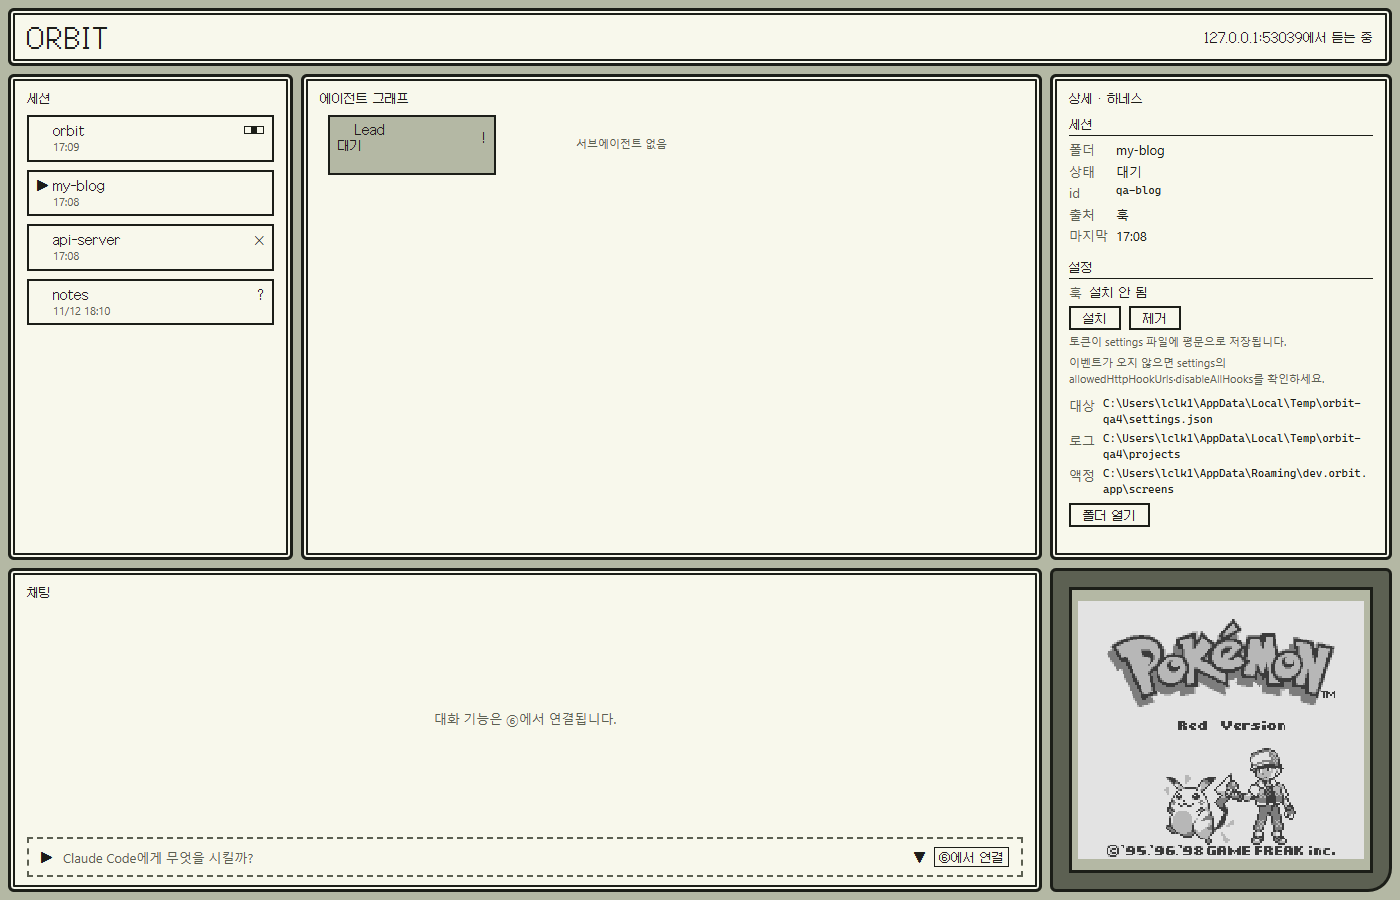 ORBIT
127.0.0.1:53039에서 듣는 중
세션
orbit
17:09
my-blog
17:08
api-server
17:08
notes
?
11/12 18:10
에이전트 그래프
Lead
대기
!
서브에이전트 없음
상세 · 하네스
세션
폴더 my-blog
상태 대기
id qa-blog
출처 훅
마지막 17:08
설정
훅 설치 안 됨
설치 제거
토큰이 settings 파일에 평문으로 저장됩니다.
이벤트가 오지 않으면 settings의
allowedHttpHookUrls·disableAllHooks를 확인하세요.
대상 C:\Users\lclk1\AppData\Local\Temp\orbit-
qa4\settings.json
로그 C:\Users\lclk1\AppData\Local\Temp\orbit-
qa4\projects
액정 C:\Users\lclk1\AppData\Roaming\dev.orbit.
app\screens
폴더 열기
채팅
대화 기능은 ⑥에서 연결됩니다.
Claude Code에게 무엇을 시킬까?
⑥에서 연결
POKéMON TM
Red Version
©'95.'96.'98 GAME FREAK inc.